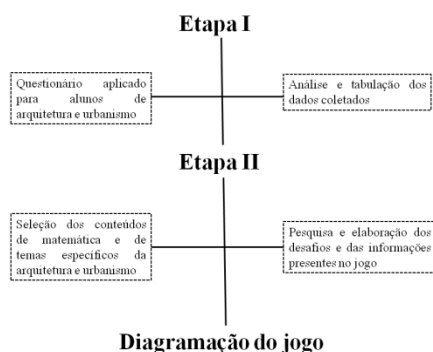 Etapa I
Questionário aplicado
para alunos de
arquitetura e urbanismo
Análise e tabulação dos
dados coletados
Etapa II
Seleção dos conteúdos
de matemática e de
temas específicos da
arquitetura e urbanismo
Pesquisa e elaboração dos
desafios e das informações
presentes no jogo
Diagramação do jogo